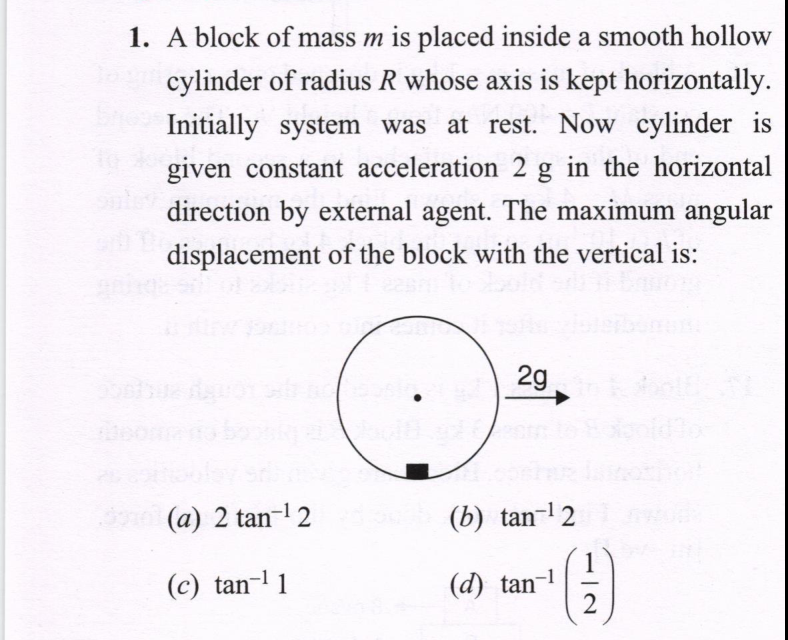 1. A block of mass m is placed inside a smooth hollow
cylinder of radius R whose axis is kept horizontally.
Initially system was at rest. Now cylinder is
given constant acceleration 2 g in the horizontal
direction by external agent. The maximum angular
displacement of the block with the vertical is:
2g
(a) 2 tan⁻¹ 2 (b) tan⁻¹ 2
(c) tan⁻¹ 1 (d) tan⁻¹ (1/2)